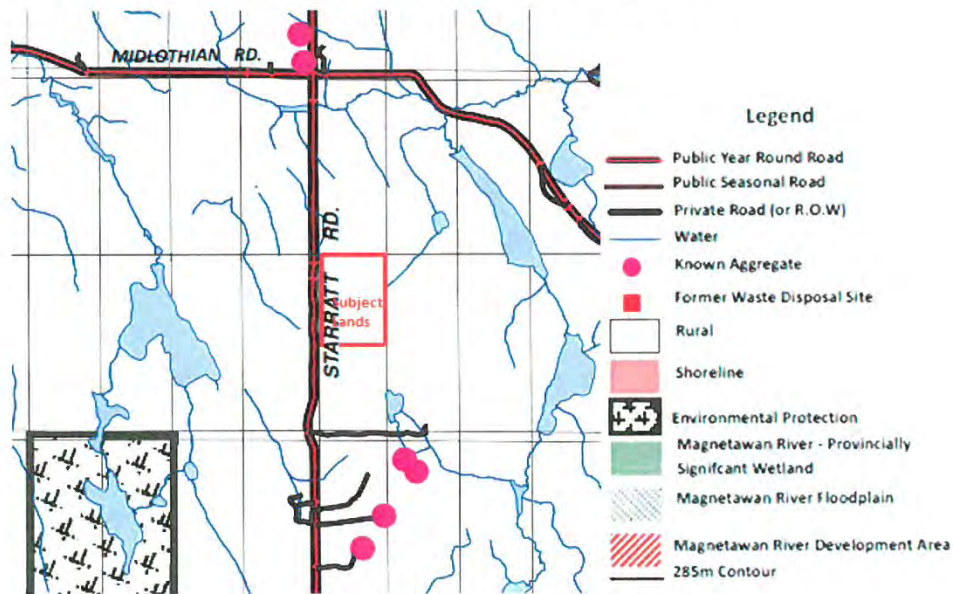 MIDLOTHIAN RD.
STARRATT RD.
ubject
ands
Legend
Public Year Round Road
Public Seasonal Road
Private Road (or R.O.W)
Water
Known Aggregate
Former Waste Disposal Site
Rural
Shoreline
Environmental Protection
Magnetawan River - Provincially
Signifcant Wetland
Magnetawan River Floodplain
Magnetawan River Development Area
285m Contour